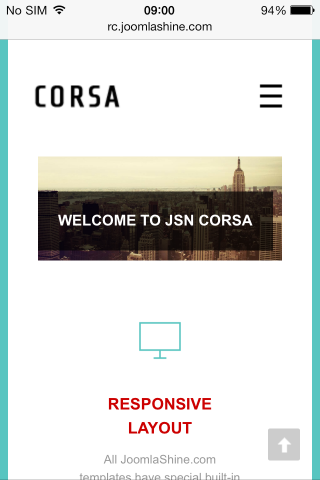 No SIM 09:00 94%
rc.joomlashine.com
CORSA
WELCOME TO JSN CORSA
RESPONSIVE
LAYOUT
All JoomlaShine.com
templates have special built-in